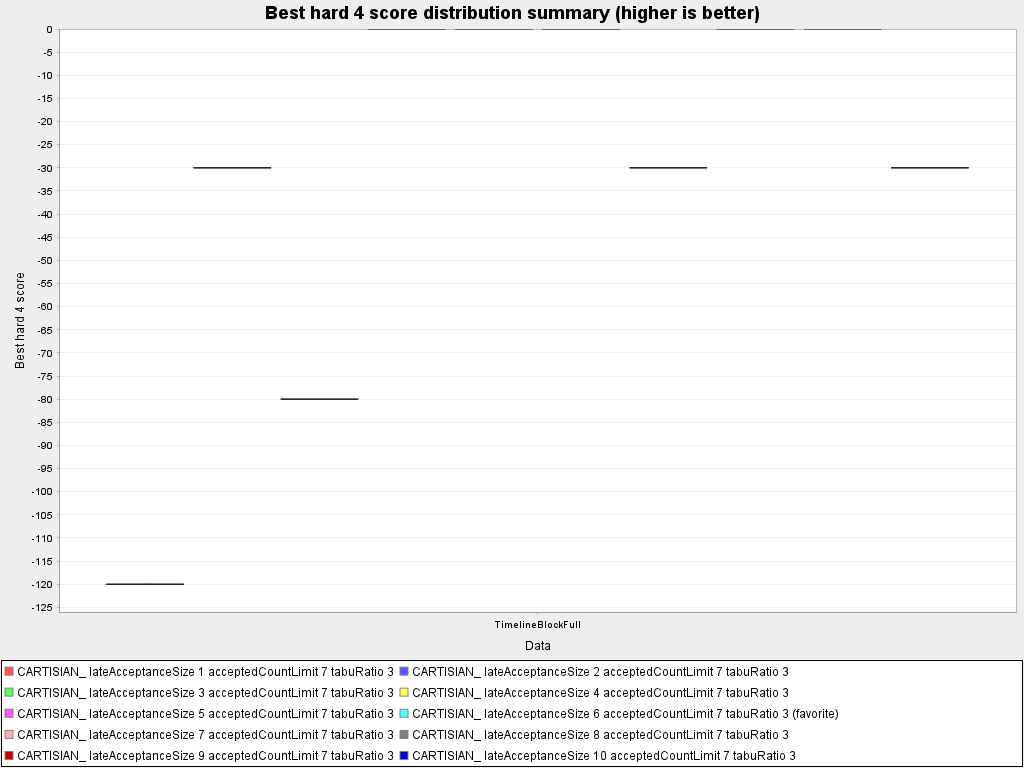 Best hard 4 score distribution summary (higher is better)
0
-5
-10
-15
-20
-25
-30
-35
-40
-45
-50
-55
-60
-65
-70
-75
-80
-85
-90
-95
-100
-105
-110
-115
-120
-125
Best hard 4 score
TimelineBlockFull
Data
CARTISIAN_ lateAcceptanceSize 1 acceptedCountLimit 7 tabuRatio 3 CARTISIAN_ lateAcceptanceSize 2 acceptedCountLimit 7 tabuRatio 3
CARTISIAN_ lateAcceptanceSize 3 acceptedCountLimit 7 tabuRatio 3 CARTISIAN_ lateAcceptanceSize 4 acceptedCountLimit 7 tabuRatio 3
CARTISIAN_ lateAcceptanceSize 5 acceptedCountLimit 7 tabuRatio 3 CARTISIAN_ lateAcceptanceSize 6 acceptedCountLimit 7 tabuRatio 3 (favorite)
CARTISIAN_ lateAcceptanceSize 7 acceptedCountLimit 7 tabuRatio 3 CARTISIAN_ lateAcceptanceSize 8 acceptedCountLimit 7 tabuRatio 3
CARTISIAN_ lateAcceptanceSize 9 acceptedCountLimit 7 tabuRatio 3 CARTISIAN_ lateAcceptanceSize 10 acceptedCountLimit 7 tabuRatio 3